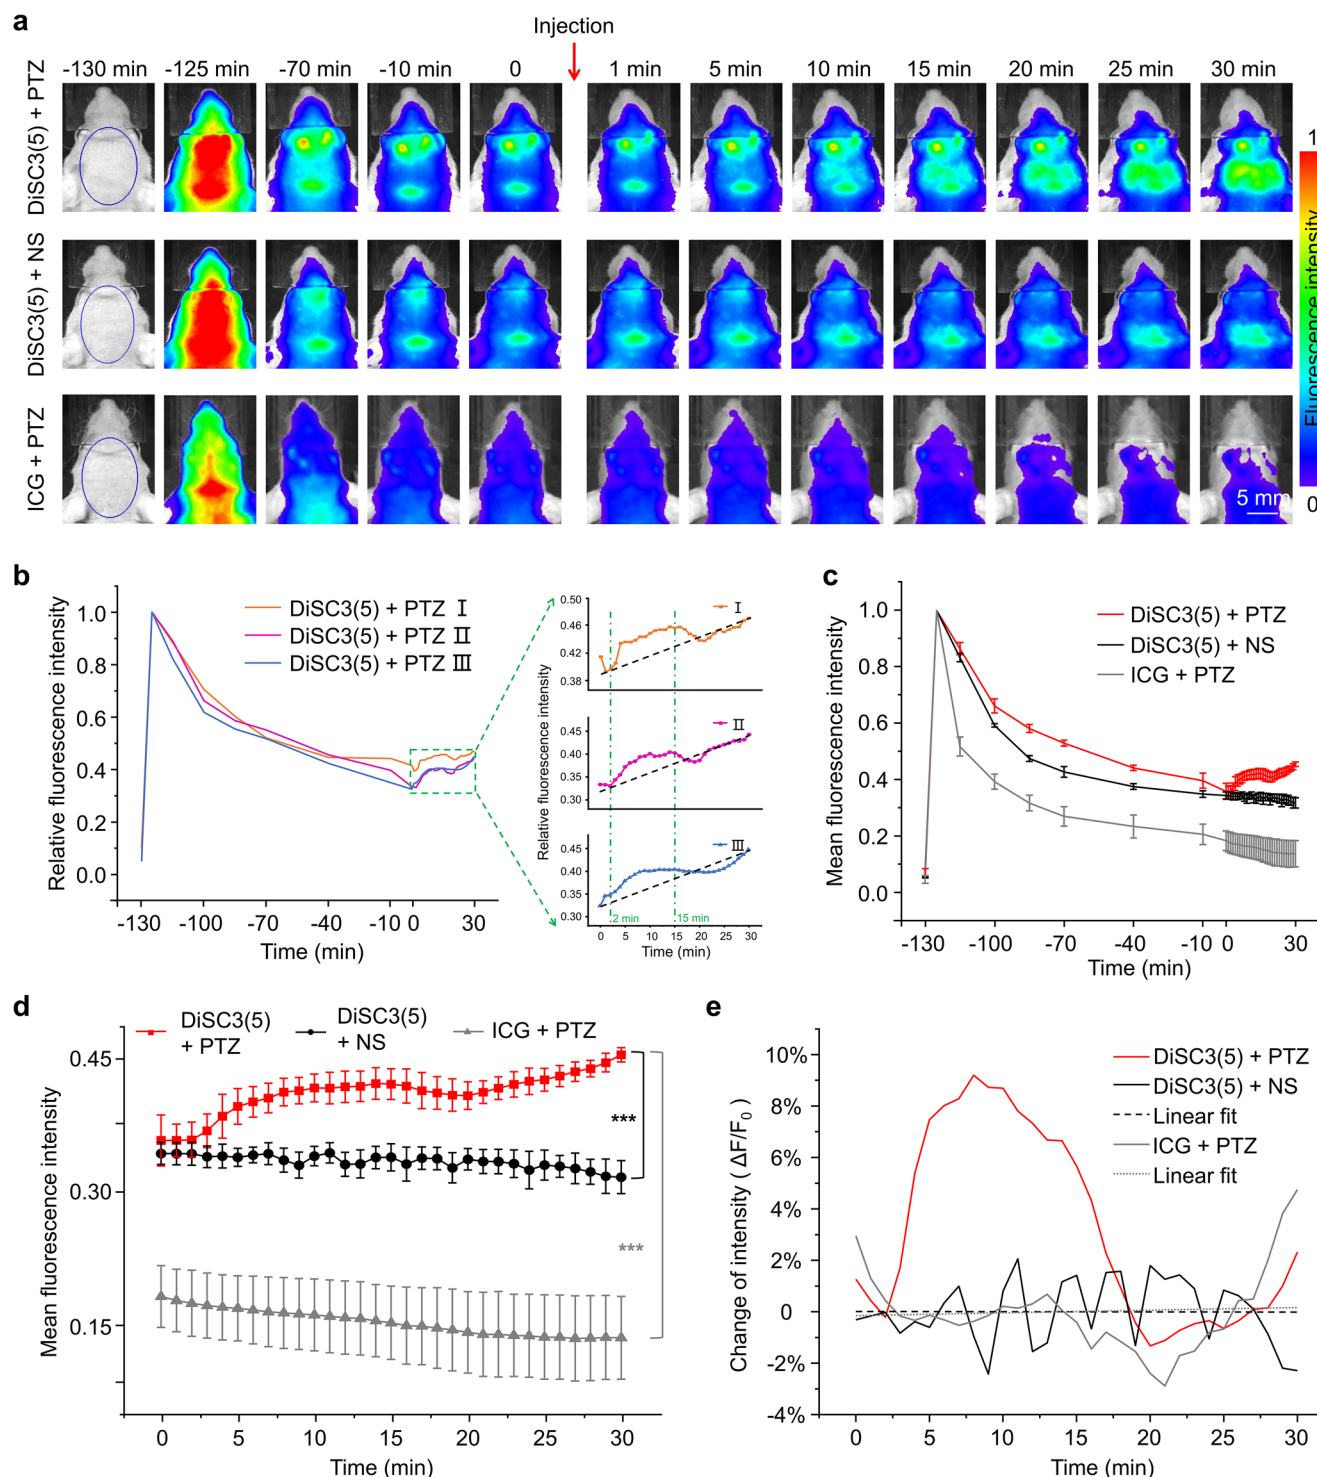 a
Injection
-130 min -125 min -70 min -10 min 0 1 min 5 min 10 min 15 min 20 min 25 min 30 min
DiSC3(5) + PTZ
DiSC3(5) + NS
ICG + PTZ
5 mm
1
Fluorescence intensity
0
b
DiSC3(5) + PTZ I
DiSC3(5) + PTZ II
DiSC3(5) + PTZ III
Relative fluorescence intensity
1.0
0.8
0.6
0.4
0.2
0.0
-130 -100 -70 -40 -10 0 30
Time (min)
Relative fluorescence intensity
I
0.50
0.46
0.42
0.38
II
0.45
0.40
0.35
0.30
III
0.45
0.40
0.35
0.30
2 min 15 min
0 5 10 15 20 25 30
Time (min)
c
DiSC3(5) + PTZ
DiSC3(5) + NS
ICG + PTZ
Mean fluorescence intensity
1.0
0.8
0.6
0.4
0.2
0.0
-130 -100 -70 -40 -10 0 30
Time (min)
d
DiSC3(5)
+ PTZ
DiSC3(5)
+ NS
ICG + PTZ
Mean fluorescence intensity
0.45
0.30
0.15
***
***
0 5 10 15 20 25 30
Time (min)
e
DiSC3(5) + PTZ
DiSC3(5) + NS
Linear fit
ICG + PTZ
Linear fit
Change of intensity ( ΔF/F0 )
10%
8%
6%
4%
2%
0
-2%
-4%
0 5 10 15 20 25 30
Time (min)